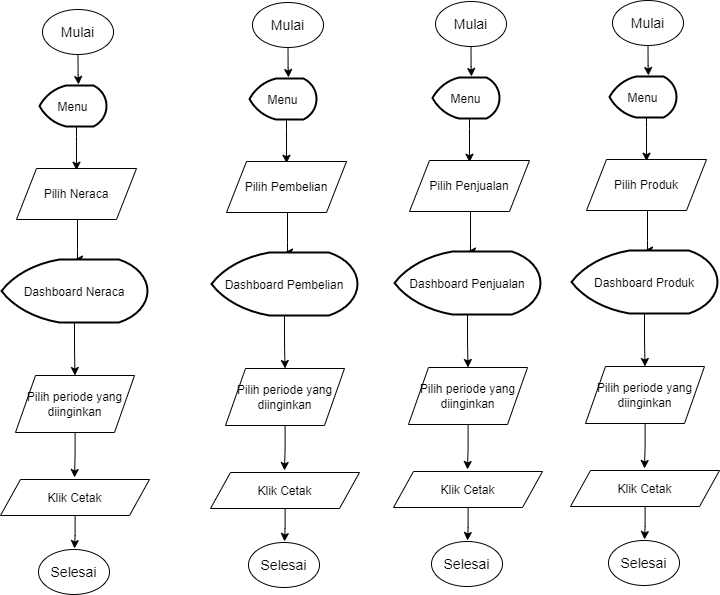 Mulai
Menu
Pilih Neraca
Dashboard Neraca
Pilih periode yang
diinginkan
Klik Cetak
Selesai
Mulai
Menu
Pilih Pembelian
Dashboard Pembelian
Pilih periode yang
diinginkan
Klik Cetak
Selesai
Mulai
Menu
Pilih Penjualan
Dashboard Penjualan
Pilih periode yang
diinginkan
Klik Cetak
Selesai
Mulai
Menu
Pilih Produk
Dashboard Produk
Pilih periode yang
diinginkan
Klik Cetak
Selesai